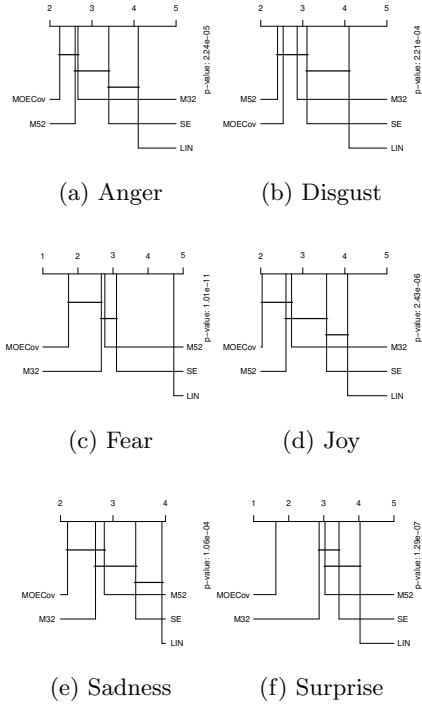 2 3 4 5
MOECov
M52
M32
SE
LIN
p-value: 2.24e-05
(a) Anger
2 3 4 5
M52
MOECov
M32
SE
LIN
p-value: 2.21e-04
(b) Disgust
1 2 3 4 5
MOECov
M32
M52
SE
LIN
p-value: 1.01e-11
(c) Fear
2 3 4 5
MOECov
M52
M32
SE
LIN
p-value: 2.43e-06
(d) Joy
2 3 4
MOECov
M32
M52
SE
LIN
p-value: 1.06e-04
(e) Sadness
1 2 3 4 5
MOECov
M32
M52
SE
LIN
p-value: 1.29e-07
(f) Surprise